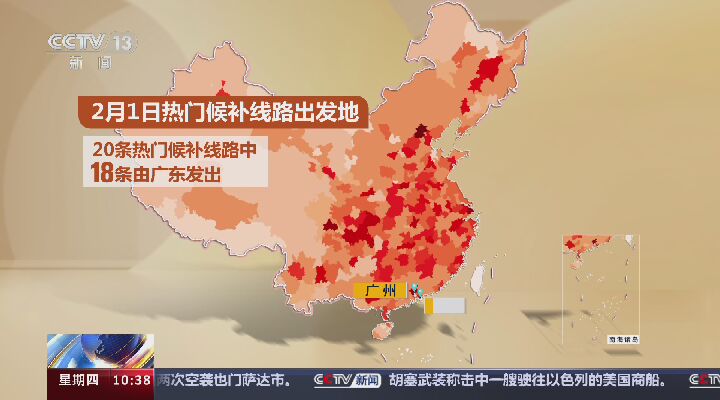 CCTV 13
新闻
2月1日热门候补线路出发地
20条热门候补线路中
18条由广东发出
广州
南海诸岛
星期四 10:38 两次空袭也门萨达市。 CCTV 新闻 胡塞武装称击中一艘驶往以色列的美国商船。 CCTV